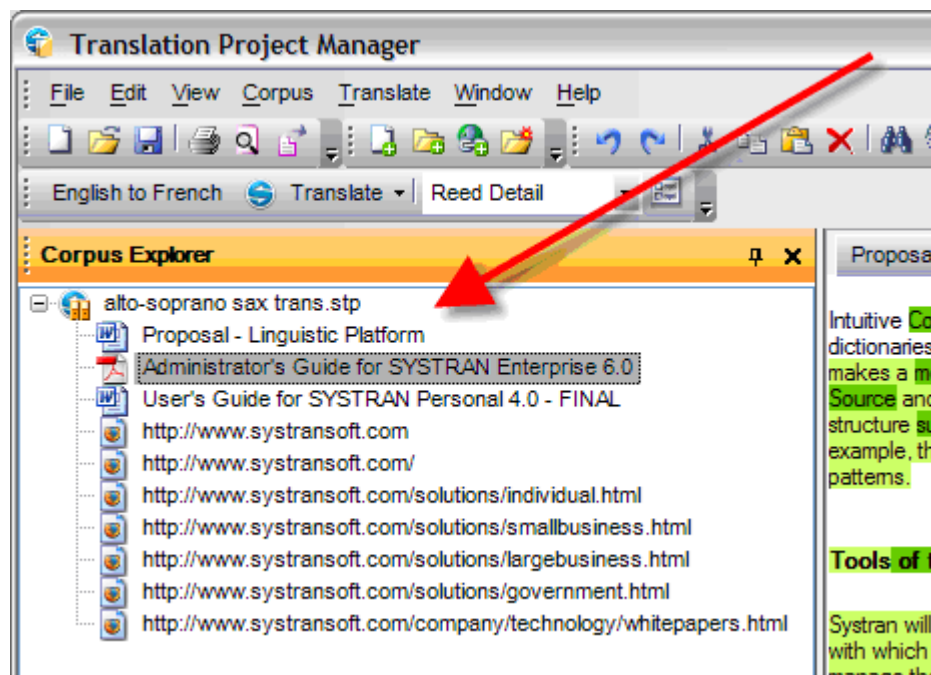 Translation Project Manager
File Edit View Corpus Translate Window Help
English to French Translate Reed Detail
Corpus Explorer
alto-soprano sax trans.stp
Proposal - Linguistic Platform
Administrator's Guide for SYSTRAN Enterprise 6.0
User's Guide for SYSTRAN Personal 4.0 - FINAL
http://www.systransoft.com
http://www.systransoft.com/
http://www.systransoft.com/solutions/individual.html
http://www.systransoft.com/solutions/smallbusiness.html
http://www.systransoft.com/solutions/largebusiness.html
http://www.systransoft.com/solutions/government.html
http://www.systransoft.com/company/technology/whitepapers.html
Proposa
Intuitive Co
dictionaries
makes a m
Source and
structure su
example, th
patterns.
Tools of t
Systran will
with which